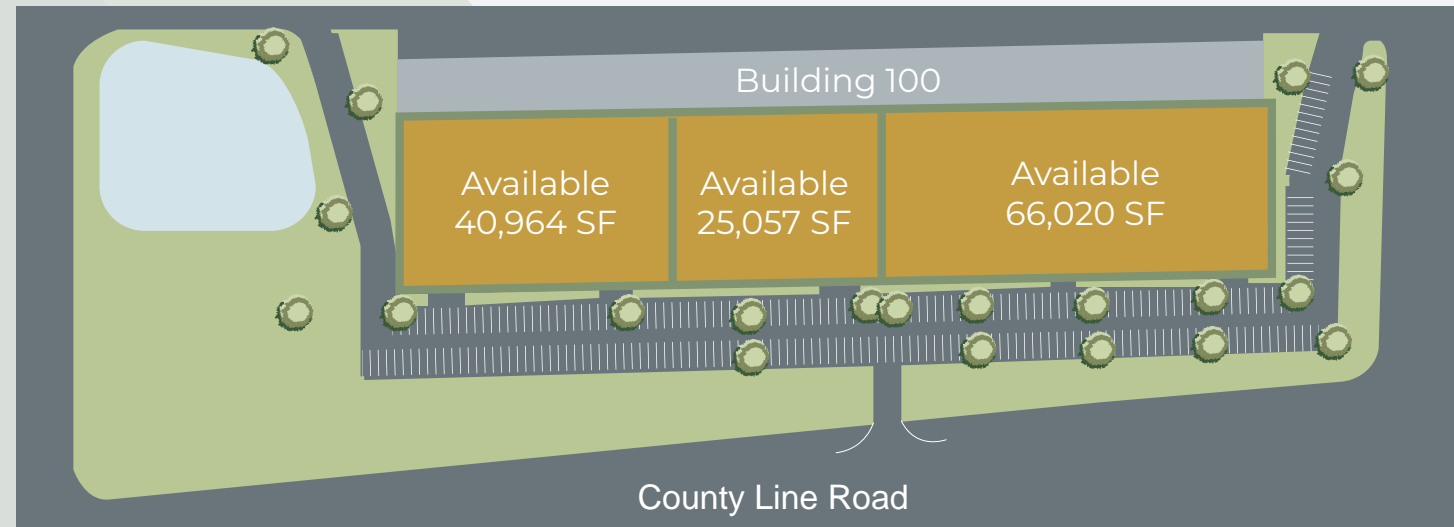 Building 100
Available
40,964 SF
Available
25,057 SF
Available
66,020 SF
County Line Road